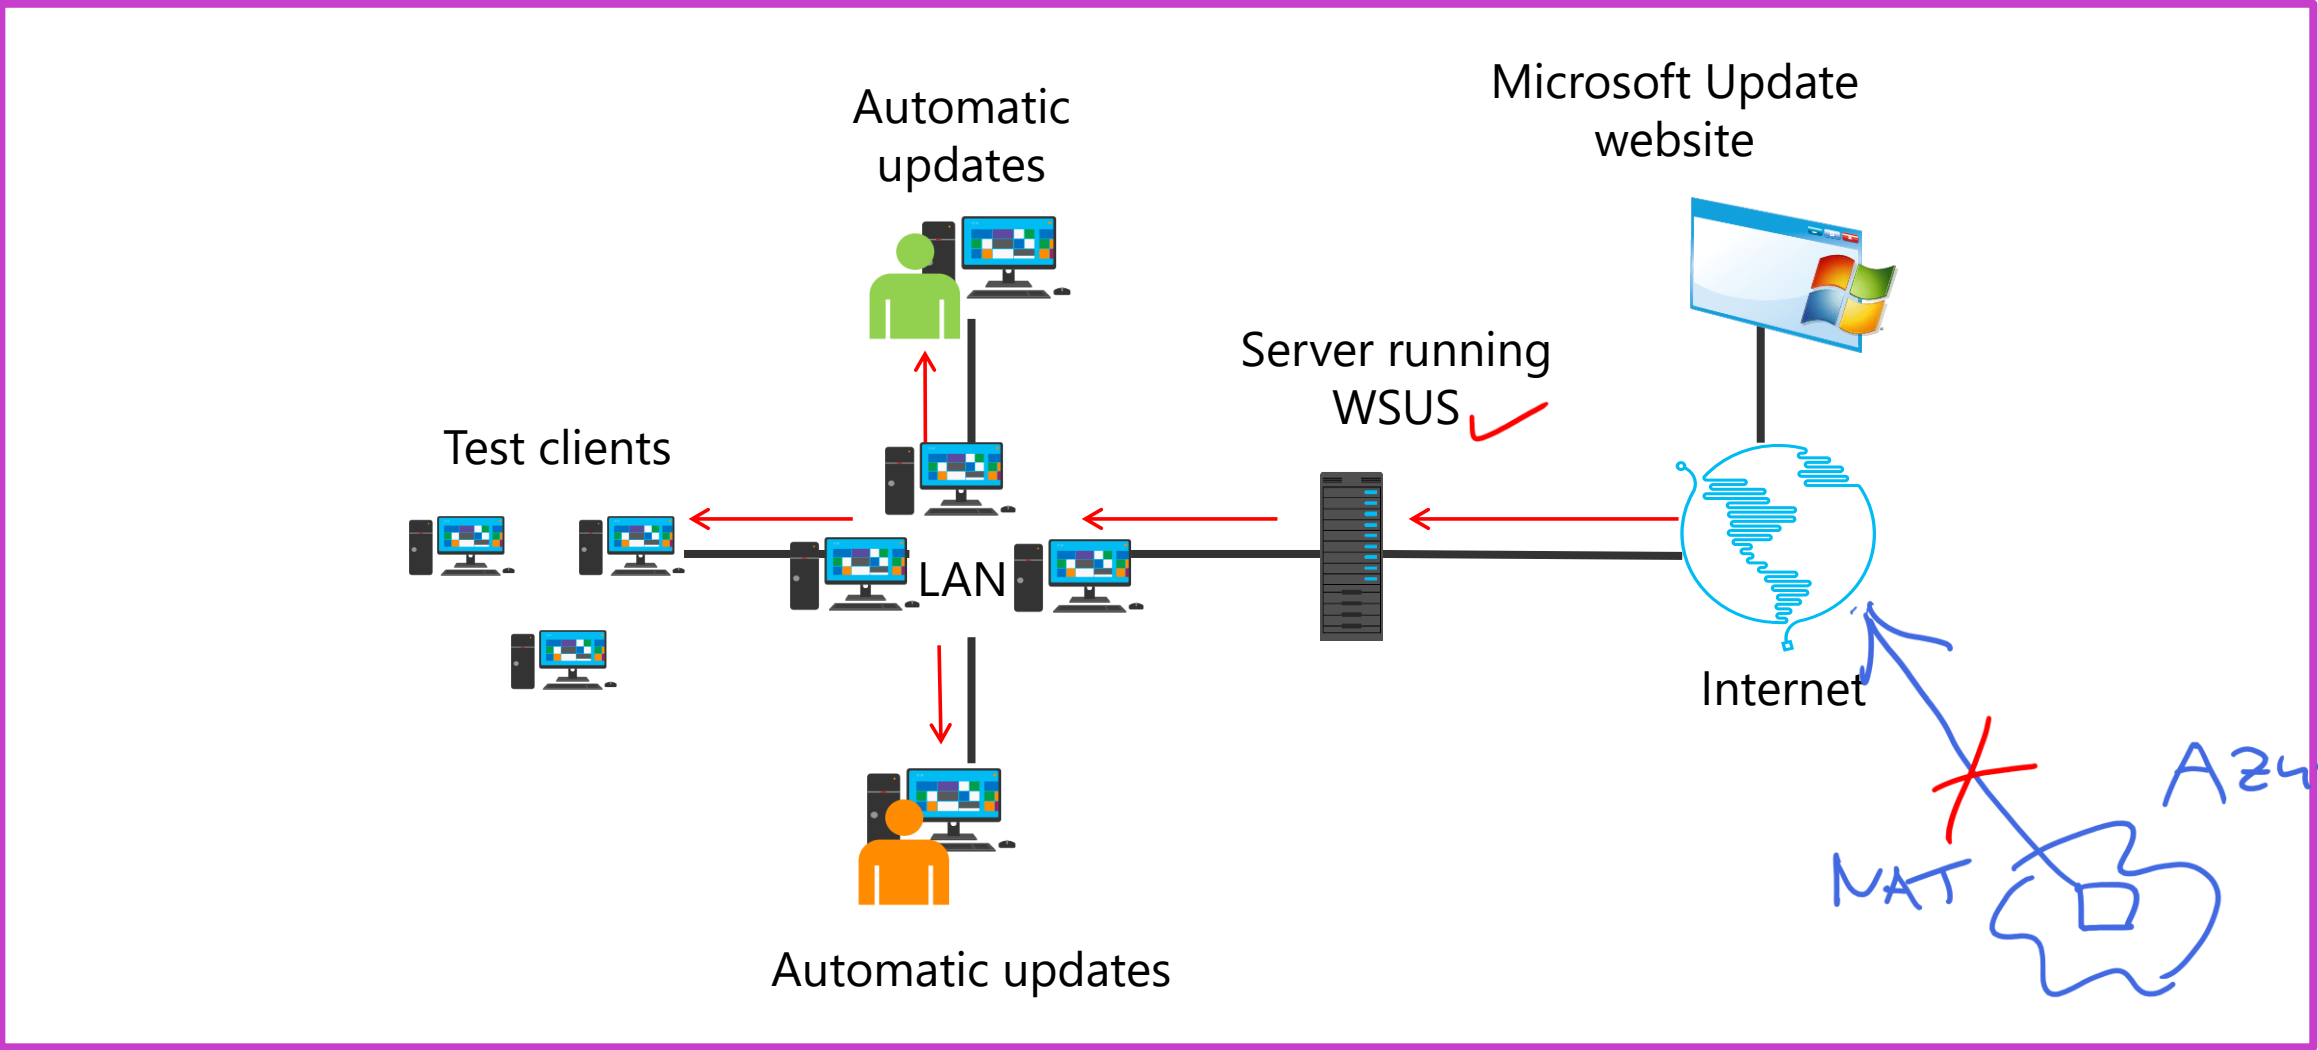 Automatic
updates
Microsoft Update
website
Server running
WSUS
Test clients
LAN
Internet
NAT
Automatic updates